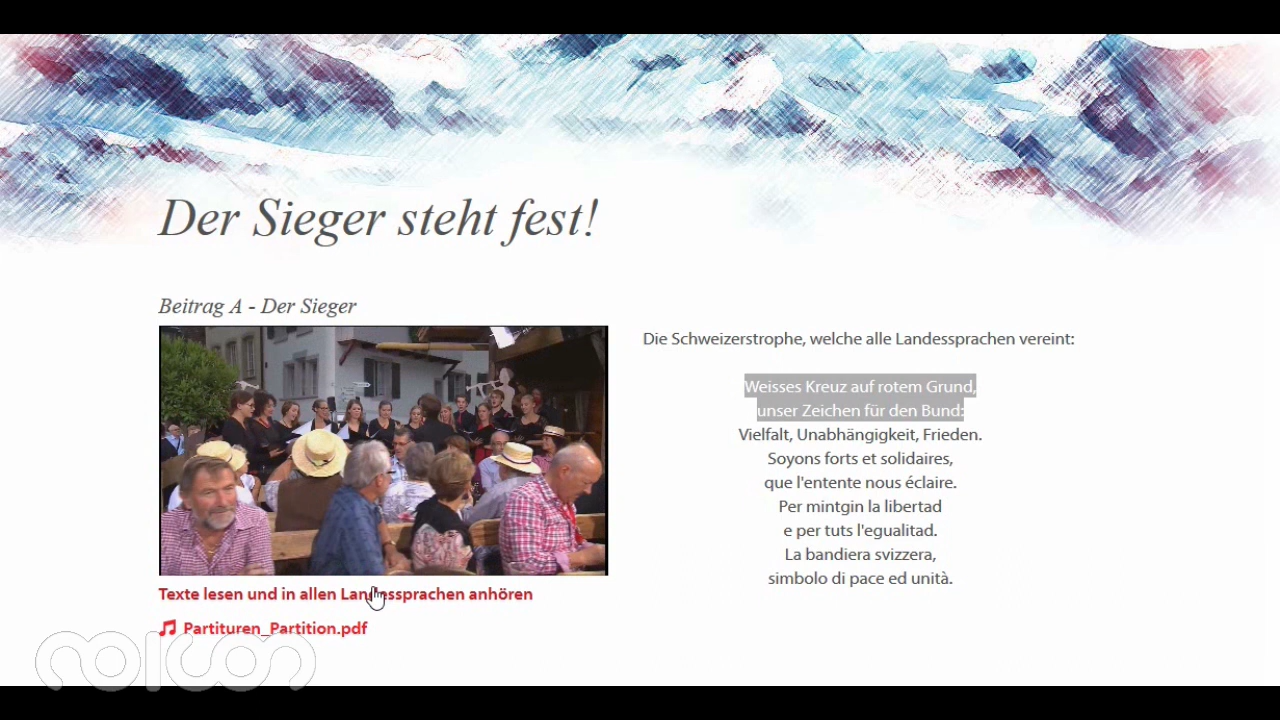 Der Sieger steht fest!
Beitrag A - Der Sieger
Texte lesen und in allen Landessprachen anhören
Partituren_Partition.pdf
Die Schweizerstrophe, welche alle Landessprachen vereint:
Weisses Kreuz auf rotem Grund,
unser Zeichen für den Bund:
Vielfalt, Unabhängigkeit, Frieden.
Soyons forts et solidaires,
que l'entente nous éclaire.
Per mintgin la libertad
e per tuts l'egualitad.
La bandiera svizzera,
simbolo di pace ed unità.